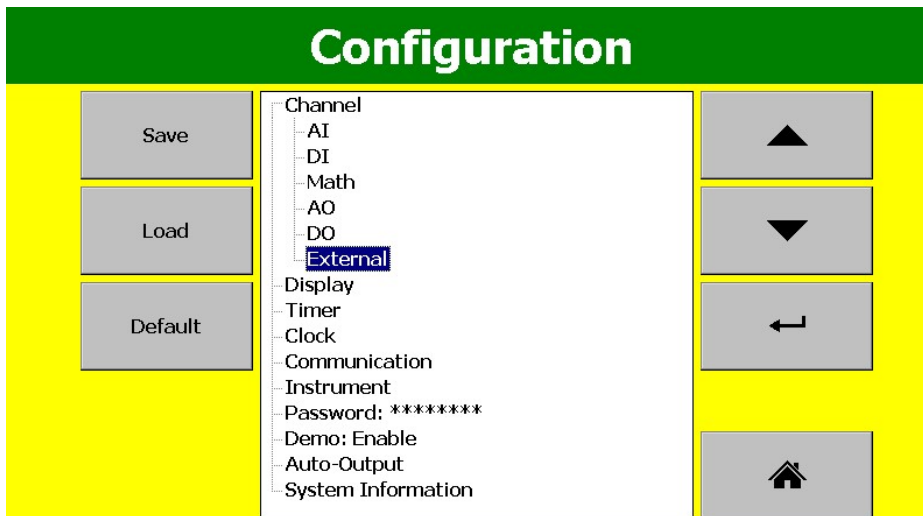 Configuration
Save
Load
Default
Channel
AI
DI
Math
AO
DO
External
Display
Timer
Clock
Communication
Instrument
Password: ********
Demo: Enable
Auto-Output
System Information